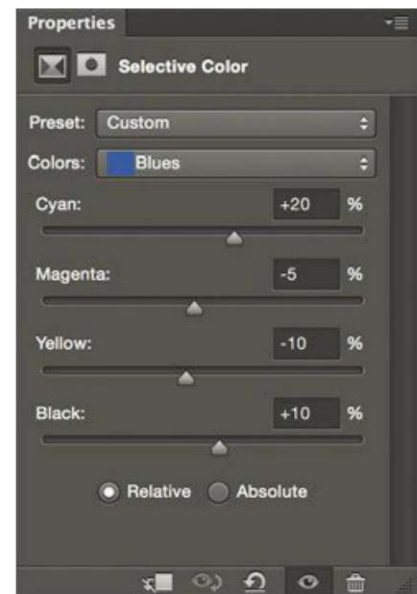 Properties
Selective Color
Preset: Custom
Colors: Blues
Cyan: +20 %
Magenta: -5 %
Yellow: -10 %
Black: +10 %
Relative Absolute